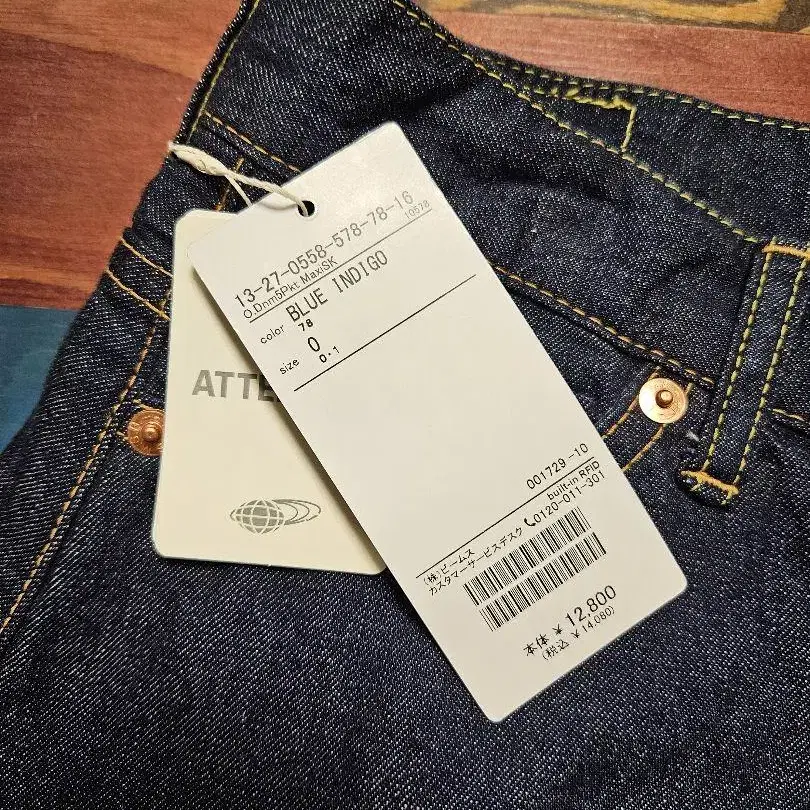 13-27-0558-578-78-16
10578
O.Dnm5Pkt MaxiSK
color BLUE INDIGO
78
size 0
0-1
ATTE
001729 -10
built-in RFID
(株)ビームス
カスタマーサービスデスク 0120-011-301
本体 ¥ 12,800
(税込 ¥ 14,080)